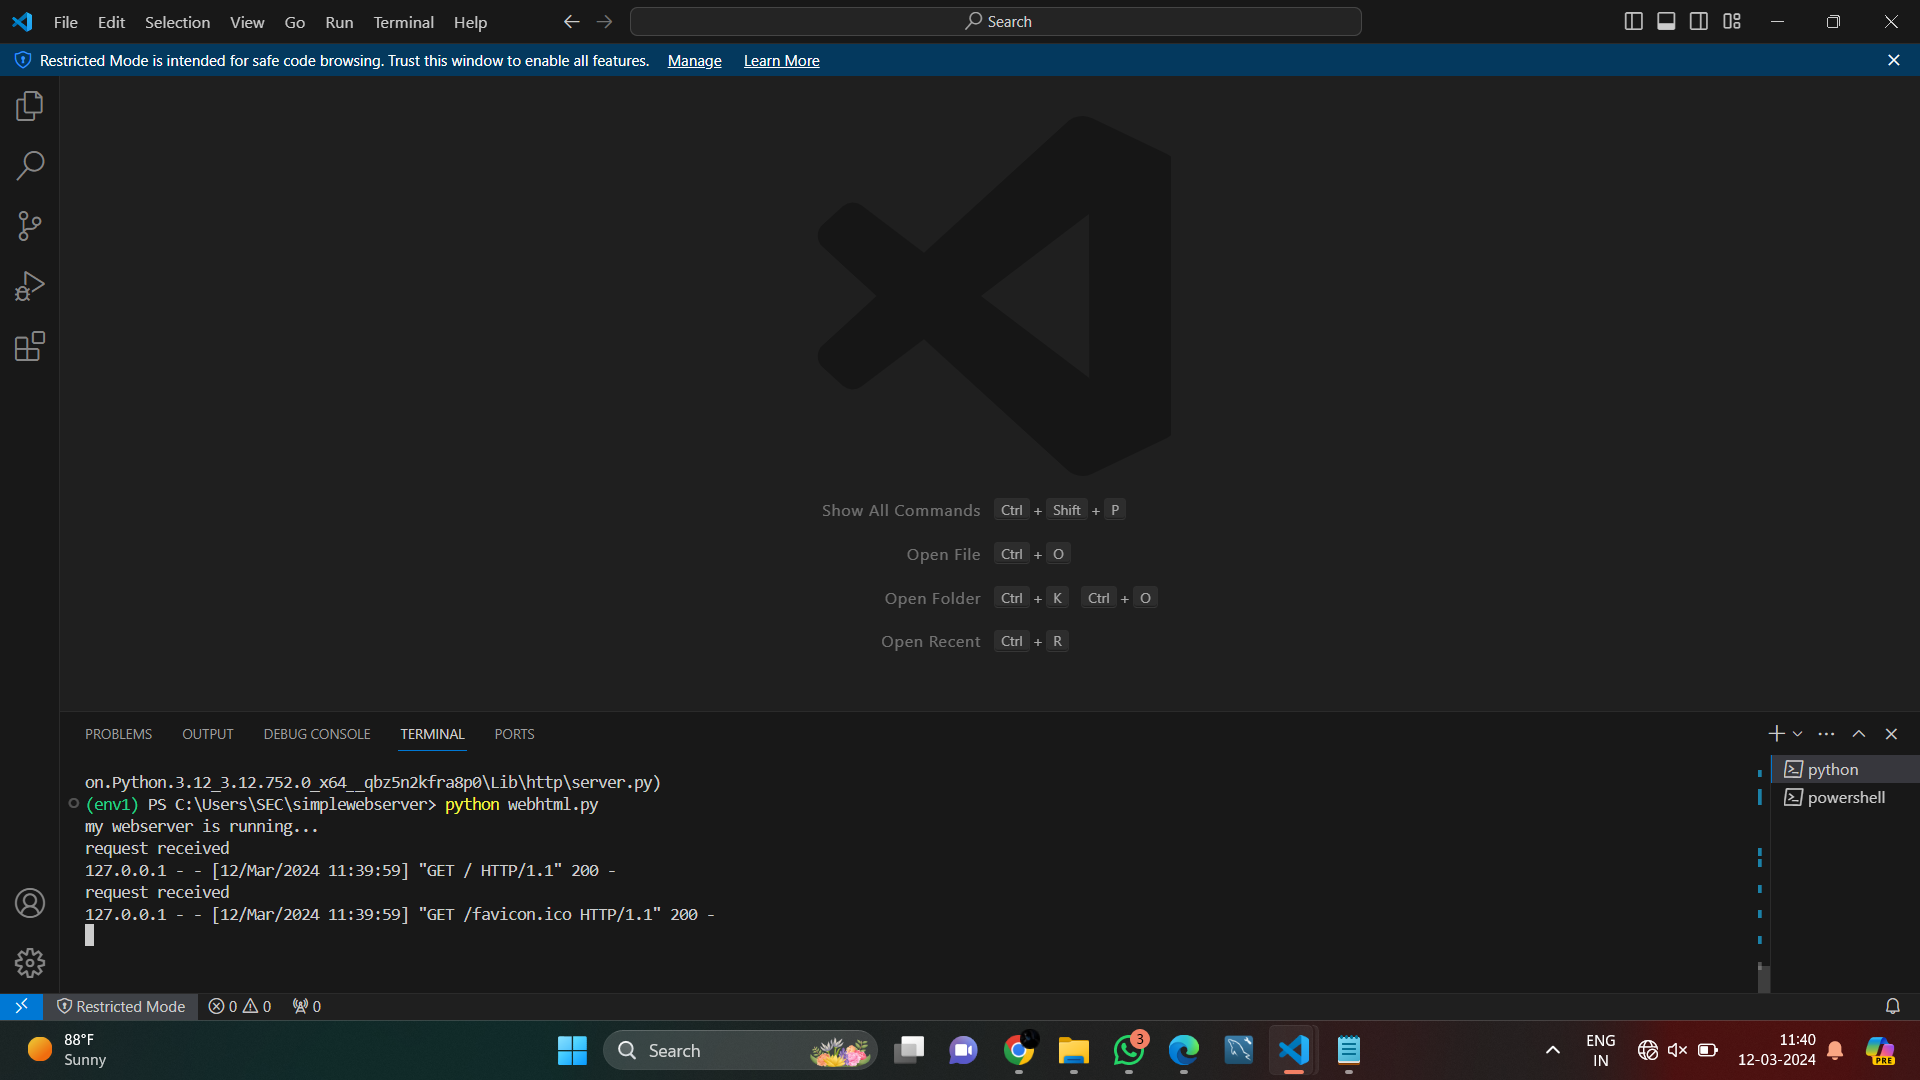 File Edit Selection View Go Run Terminal Help Search
Restricted Mode is intended for safe code browsing. Trust this window to enable all features. Manage Learn More
Show All Commands Ctrl + Shift + P
Open File Ctrl + O
Open Folder Ctrl + K Ctrl + O
Open Recent Ctrl + R
PROBLEMS OUTPUT DEBUG CONSOLE TERMINAL PORTS
on.Python.3.12_3.12.752.0_x64__qbz5n2kfra8p0\Lib\http\server.py)
(env1) PS C:\Users\SEC\simplewebserver> python webhtml.py
my webserver is running...
request received
127.0.0.1 - - [12/Mar/2024 11:39:59] "GET / HTTP/1.1" 200 -
request received
127.0.0.1 - - [12/Mar/2024 11:39:59] "GET /favicon.ico HTTP/1.1" 200 -
python
powershell
Restricted Mode 0 0 0
88°F
Sunny
Search
3
ENG
IN
11:40
12-03-2024
PRE